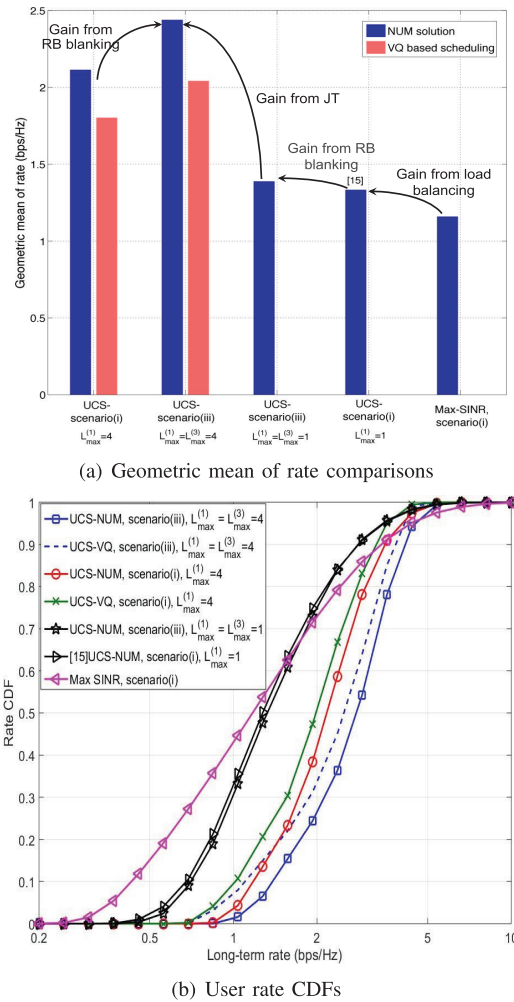 3
NUM solution
VQ based scheduling
Gain from
RB blanking
2.5
2
Gain from JT
Gain from RB
blanking
[15]
Gain from load
balancing
1.5
1
0.5
0
Geometric mean of rate (bps/Hz)
UCS-
scenario(i)
L(1)max=4
UCS-
scenario(iii)
L(1)max=L(3)max=4
UCS-
scenario(iii)
L(1)max=L(3)max=1
UCS-
scenario(i)
L(1)max=1
Max-SINR,
scenario(i)
(a) Geometric mean of rate comparisons
1
0.9
0.8
0.7
0.6
0.5
0.4
0.3
0.2
0.1
0
Rate CDF
UCS-NUM, scenario(iii), L(1)max = L(3)max=4
UCS-VQ, scenario(iii), L(1)max = L(3)max=4
UCS-NUM, scenario(i), L(1)max=4
UCS-VQ, scenario(i), L(1)max=4
UCS-NUM, scenario(iii), L(1)max = L(3)max=1
[15]UCS-NUM, scenario(i), L(1)max=1
Max SINR, scenario(i)
0.2 0.5 1 2 5 10
Long-term rate (bps/Hz)
(b) User rate CDFs